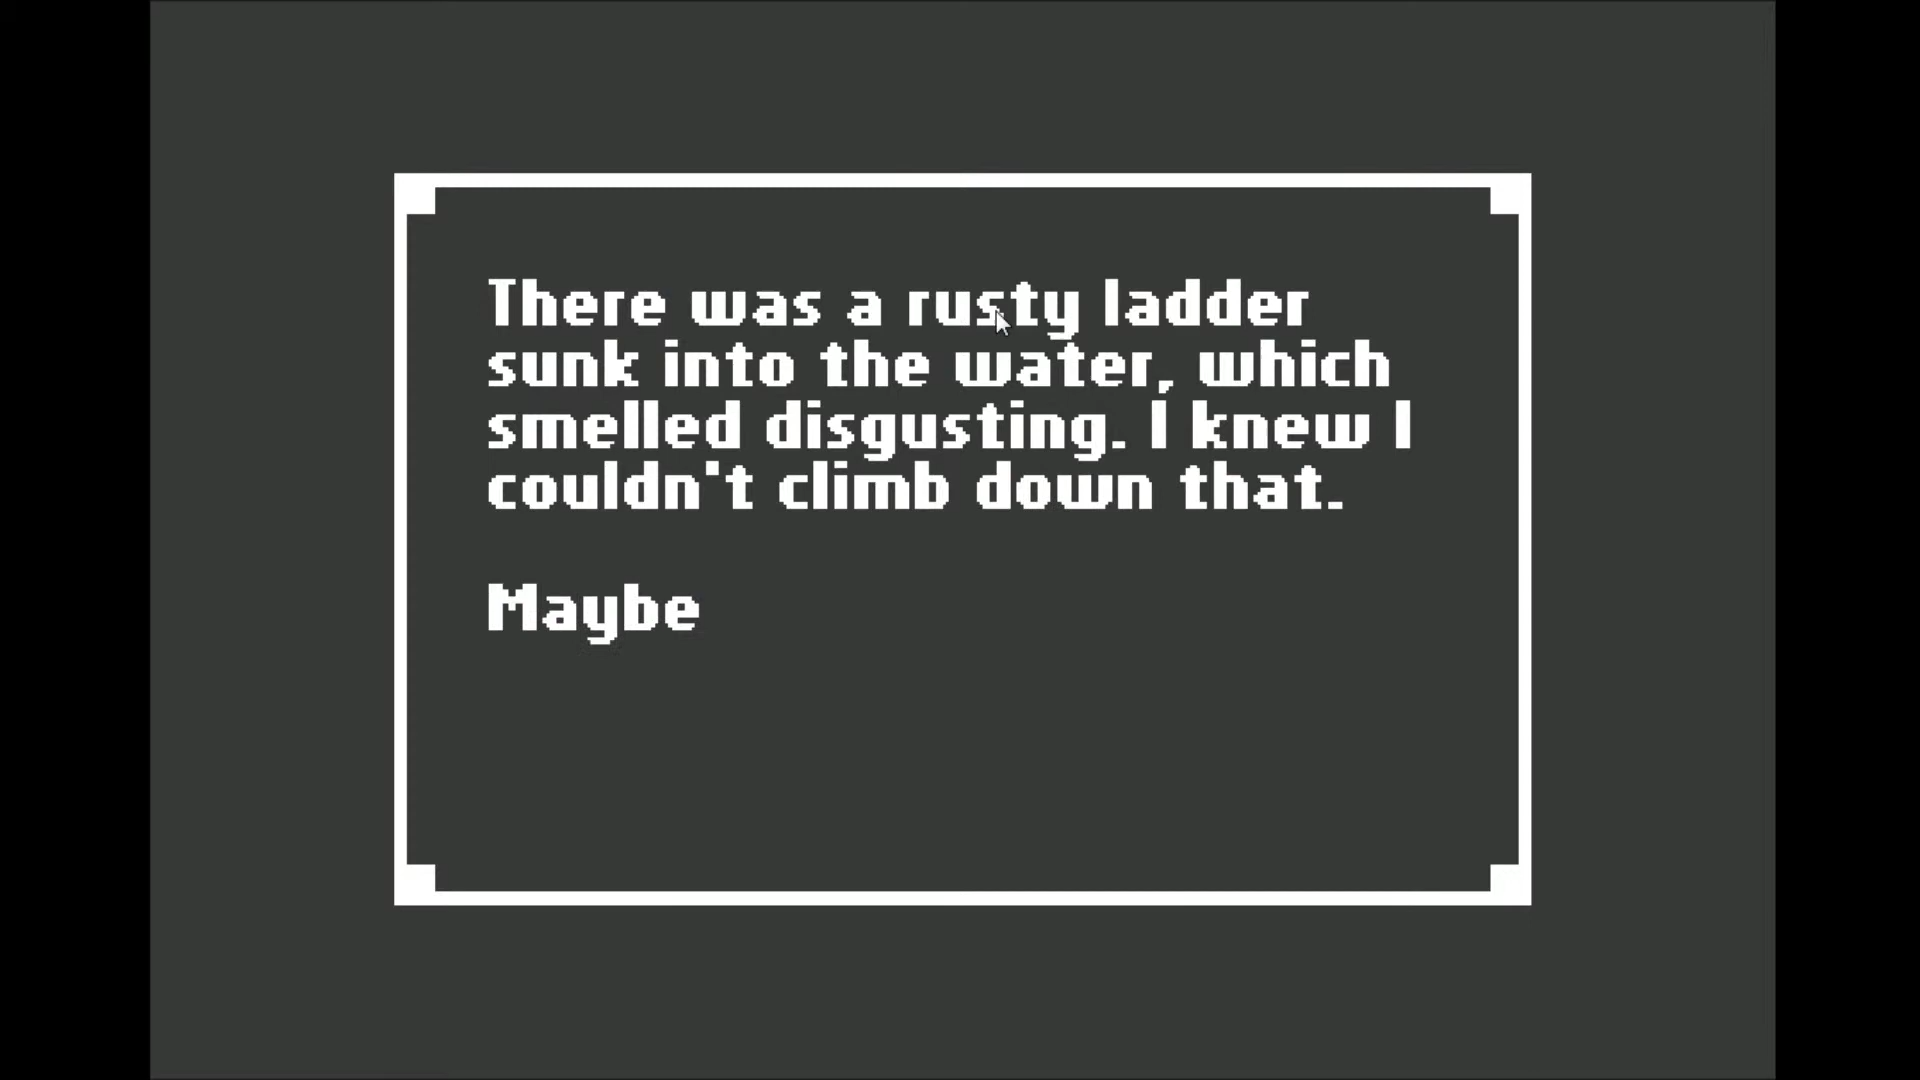 There was a rusty ladder
sunk into the water, which
smelled disgusting. I knew I
couldn't climb down that.
Maybe